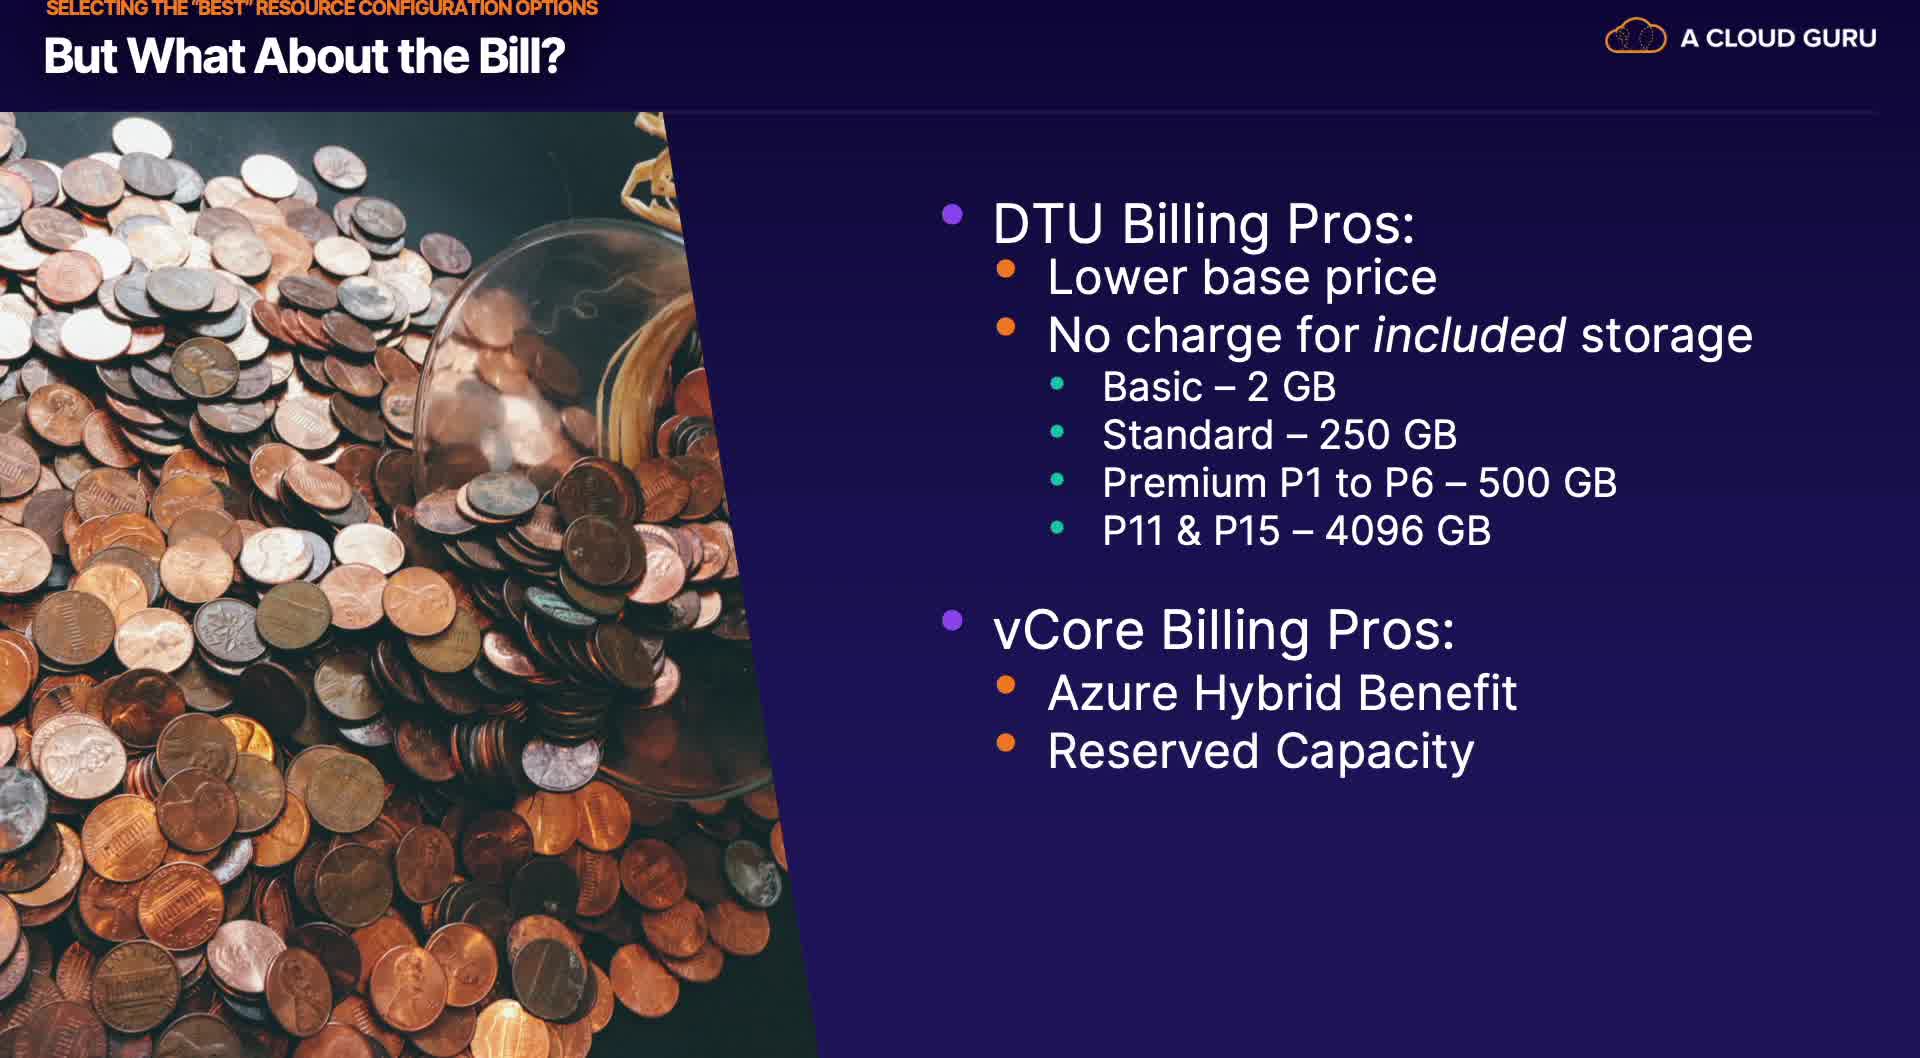 SELECTING THE “BEST” RESOURCE CONFIGURATION OPTIONS
But What About the Bill?
A CLOUD GURU
DTU Billing Pros:
Lower base price
No charge for included storage
Basic – 2 GB
Standard – 250 GB
Premium P1 to P6 – 500 GB
P11 & P15 – 4096 GB
vCore Billing Pros:
Azure Hybrid Benefit
Reserved Capacity